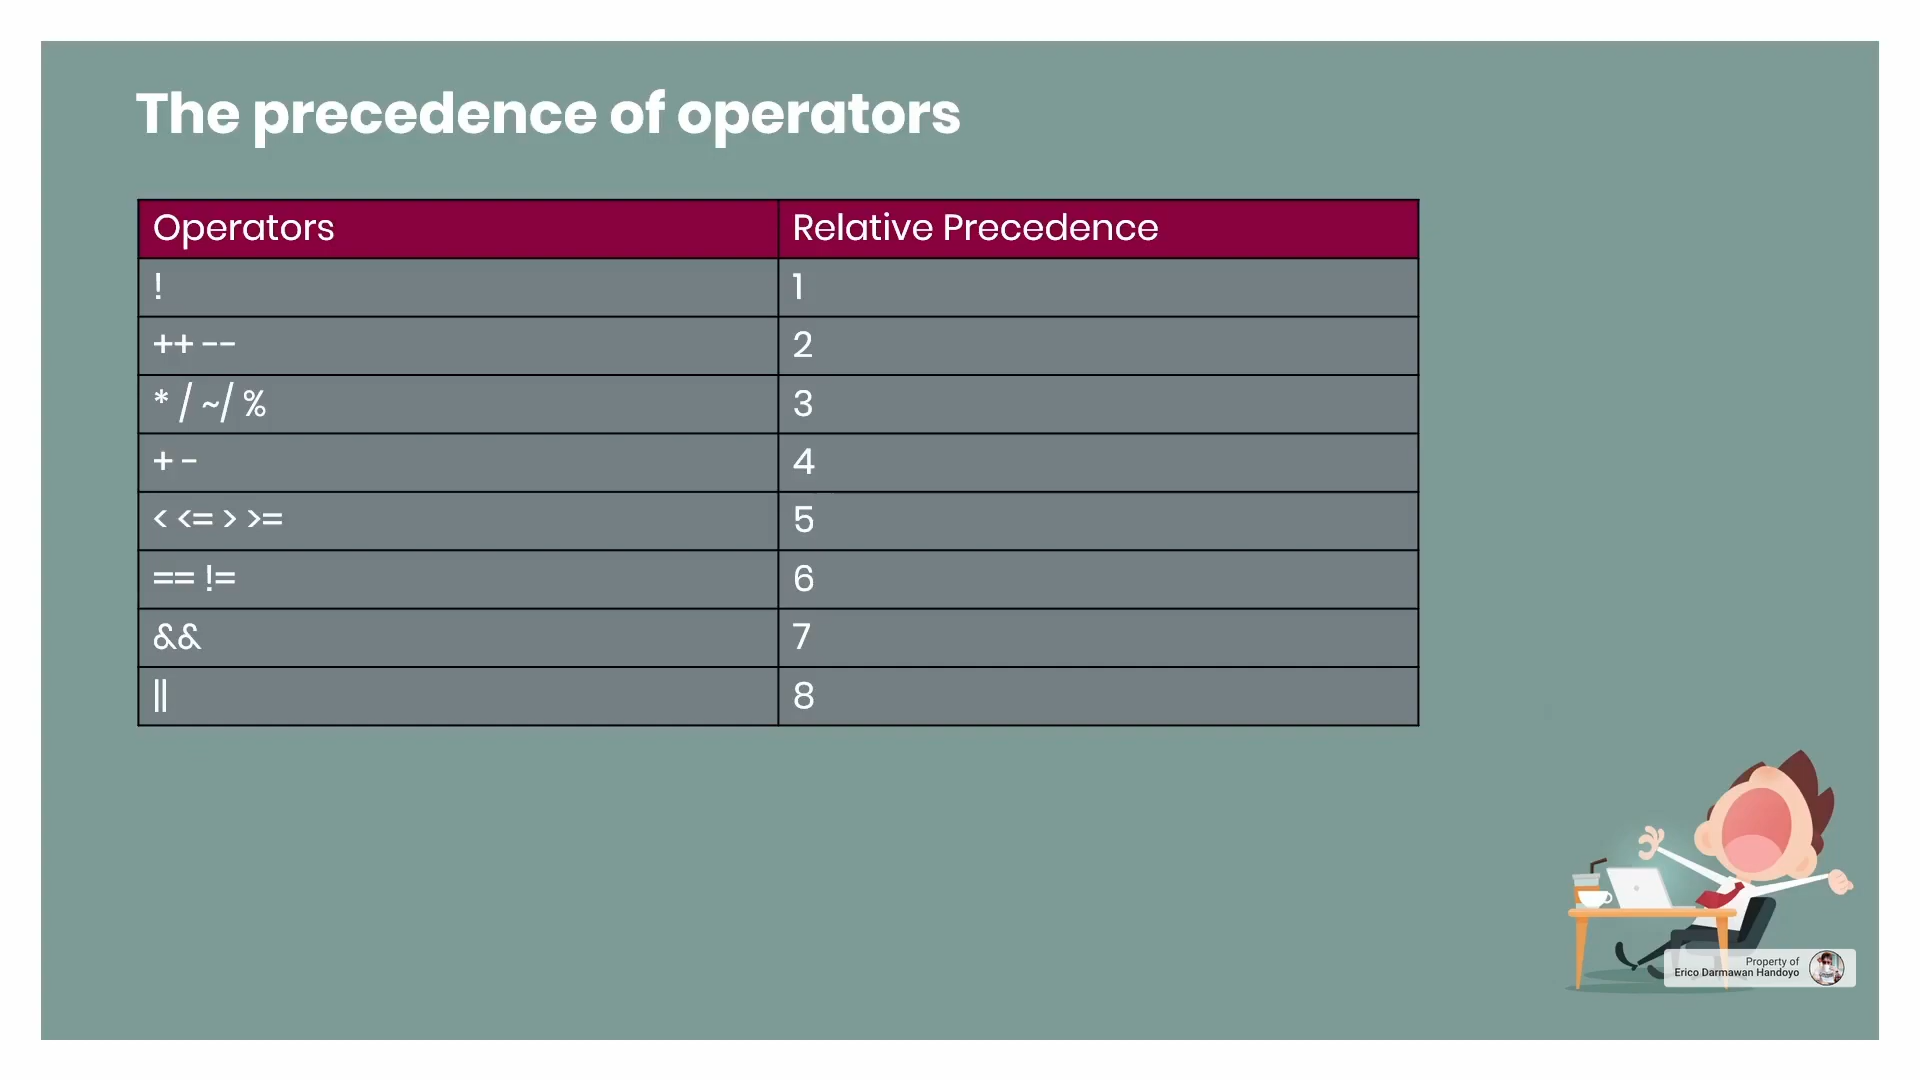 The precedence of operators
Operators Relative Precedence
! 1
++ -- 2
* / ~/ % 3
+ - 4
< <= > >= 5
== != 6
&& 7
|| 8
Property of
Erico Darmawan Handoyo